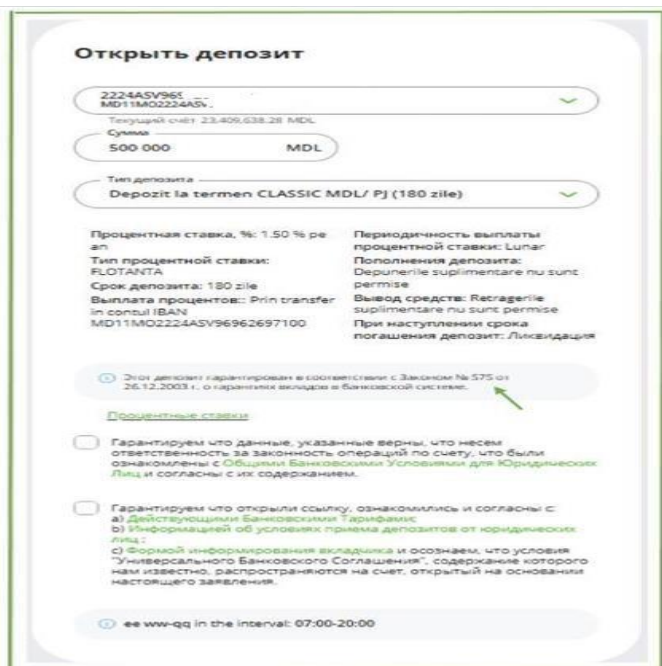 Открыть депозит
2224ASV969
MD11MO2224ASV
Текущий счёт 23,409,638.28 MDL
Сумма
500 000 MDL
Тип депозита
Depozit la termen CLASSIC MDL/ PJ (180 zile)
Процентная ставка, %: 1.50 % pe
an
Тип процентной ставки:
FLOTANTA
Срок депозита: 180 zile
Выплата процентов:: Prin transfer
in contul IBAN
MD11MO2224ASV96962697100
Периодичность выплаты
процентной ставки: Lunar
Пополнения депозита:
Depunerile suplimentare nu sunt
permise
Вывод средств: Retragerile
suplimentare nu sunt permise
При наступлении срока
погашения депозит: Ликвидация
Этот депозит гарантирован в соответствии с Законом № 575 от
26.12.2003 г. о гарантиях вкладов в банковской системе.
Процентные ставки
Гарантируем что данные, указанные верны, что несем
ответственность за законность операций по счету, что были
ознакомлены с Общими Банковскими Условиями для Юридических
Лиц и согласны с их содержанием.
Гарантируем что открыли ссылку, ознакомились и согласны с:
a) Действующими Банковскими Тарифами;
b) Информацией об условиях приема депозитов от юридических
лиц ;
c) Формой информирования вкладчика и осознаем, что условия
"Универсального Банковского Соглашения", содержание которого
нам известно, распространяются на счет, открытый на основании
настоящего заявления.
ee ww-qq in the interval: 07:00-20:00